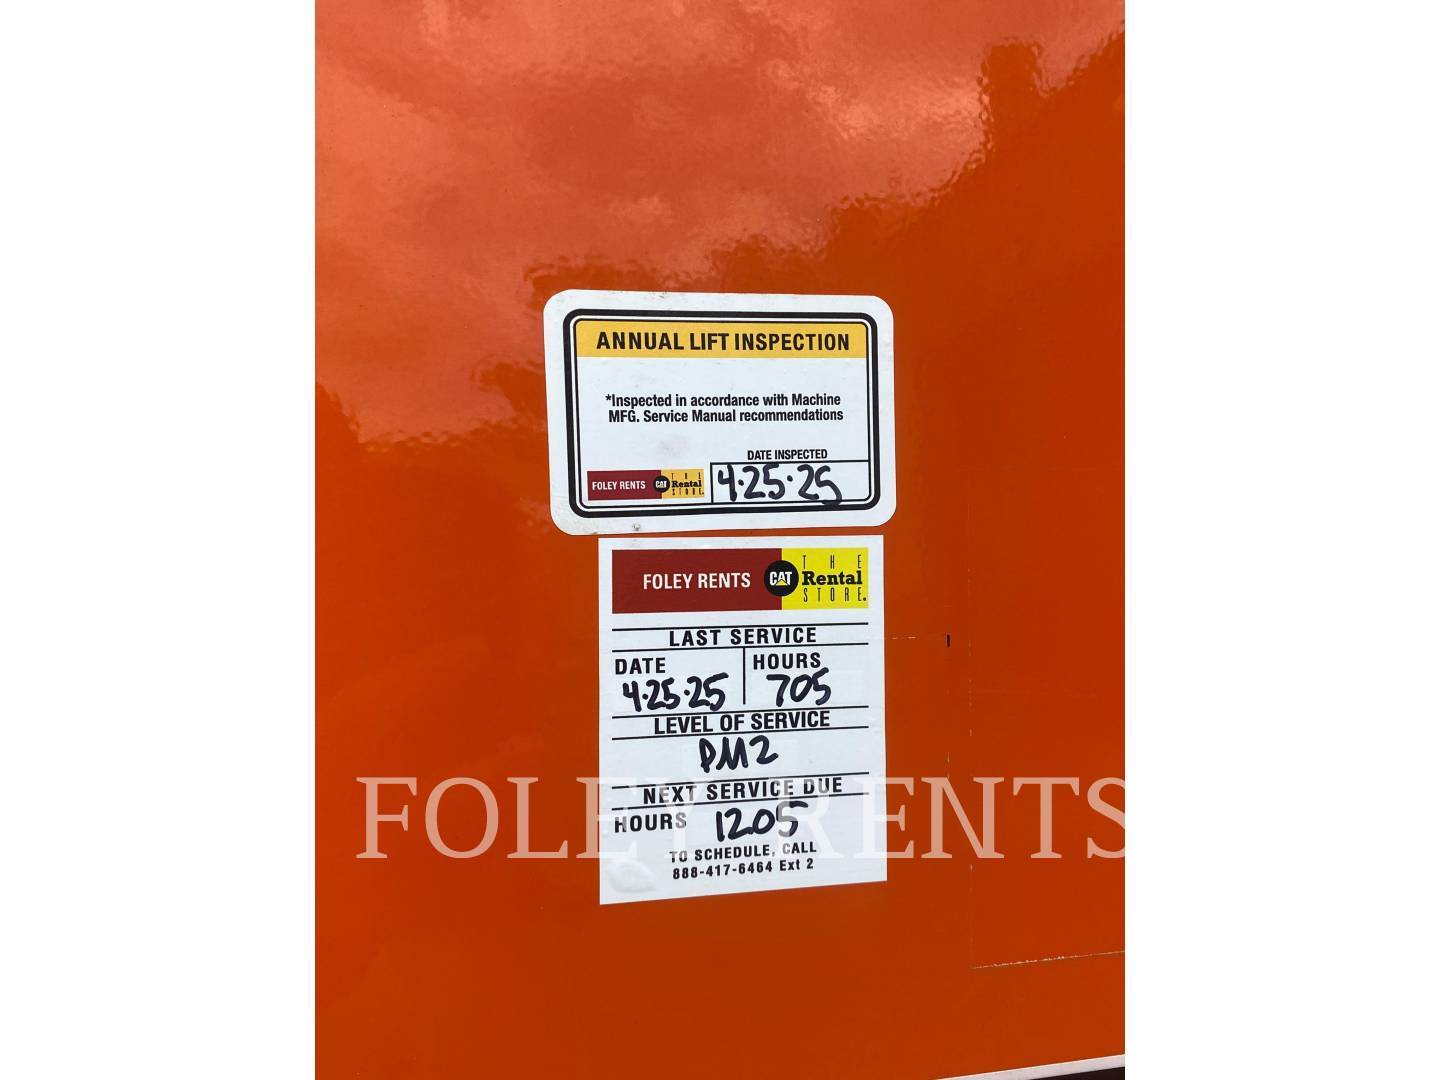 ANNUAL LIFT INSPECTION
*Inspected in accordance with Machine
MFG. Service Manual recommendations
DATE INSPECTED
4·25·25
FOLEY RENTS CAT THE Rental STORE.
FOLEY RENTS CAT THE
Rental
STORE.
LAST SERVICE
DATE HOURS
4·25·25 705
LEVEL OF SERVICE
PM2
NEXT SERVICE DUE
HOURS 1205
TO SCHEDULE, CALL
888-417-6464 Ext 2
FOLEY RENTS